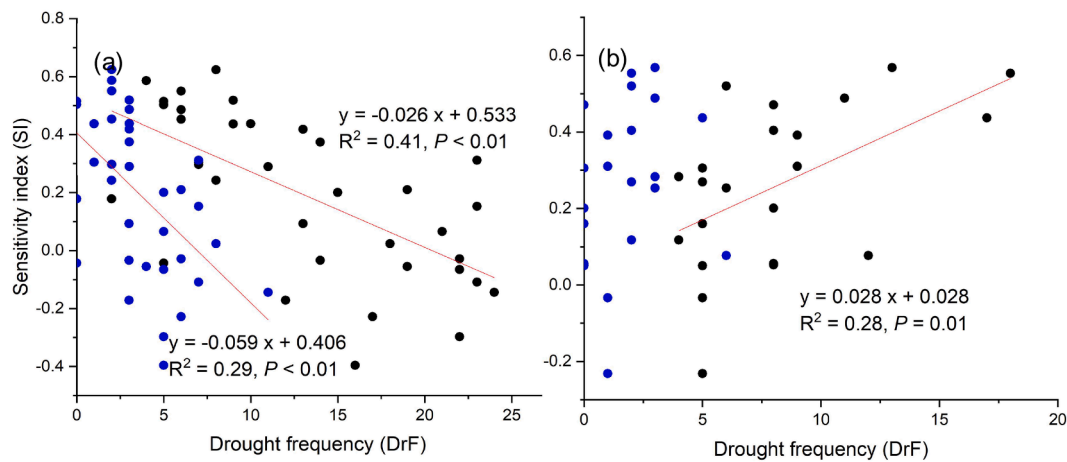 0.8
0.6
0.4
0.2
0.0
-0.2
-0.4
Sensitivity index (SI)
(a)
y = -0.026 x + 0.533
R² = 0.41, P < 0.01
y = -0.059 x + 0.406
R² = 0.29, P < 0.01
0
5
10
15
20
25
Drought frequency (DrF)
0.6
0.4
0.2
0.0
-0.2
(b)
y = 0.028 x + 0.028
R² = 0.28, P = 0.01
0
5
10
15
20
Drought frequency (DrF)